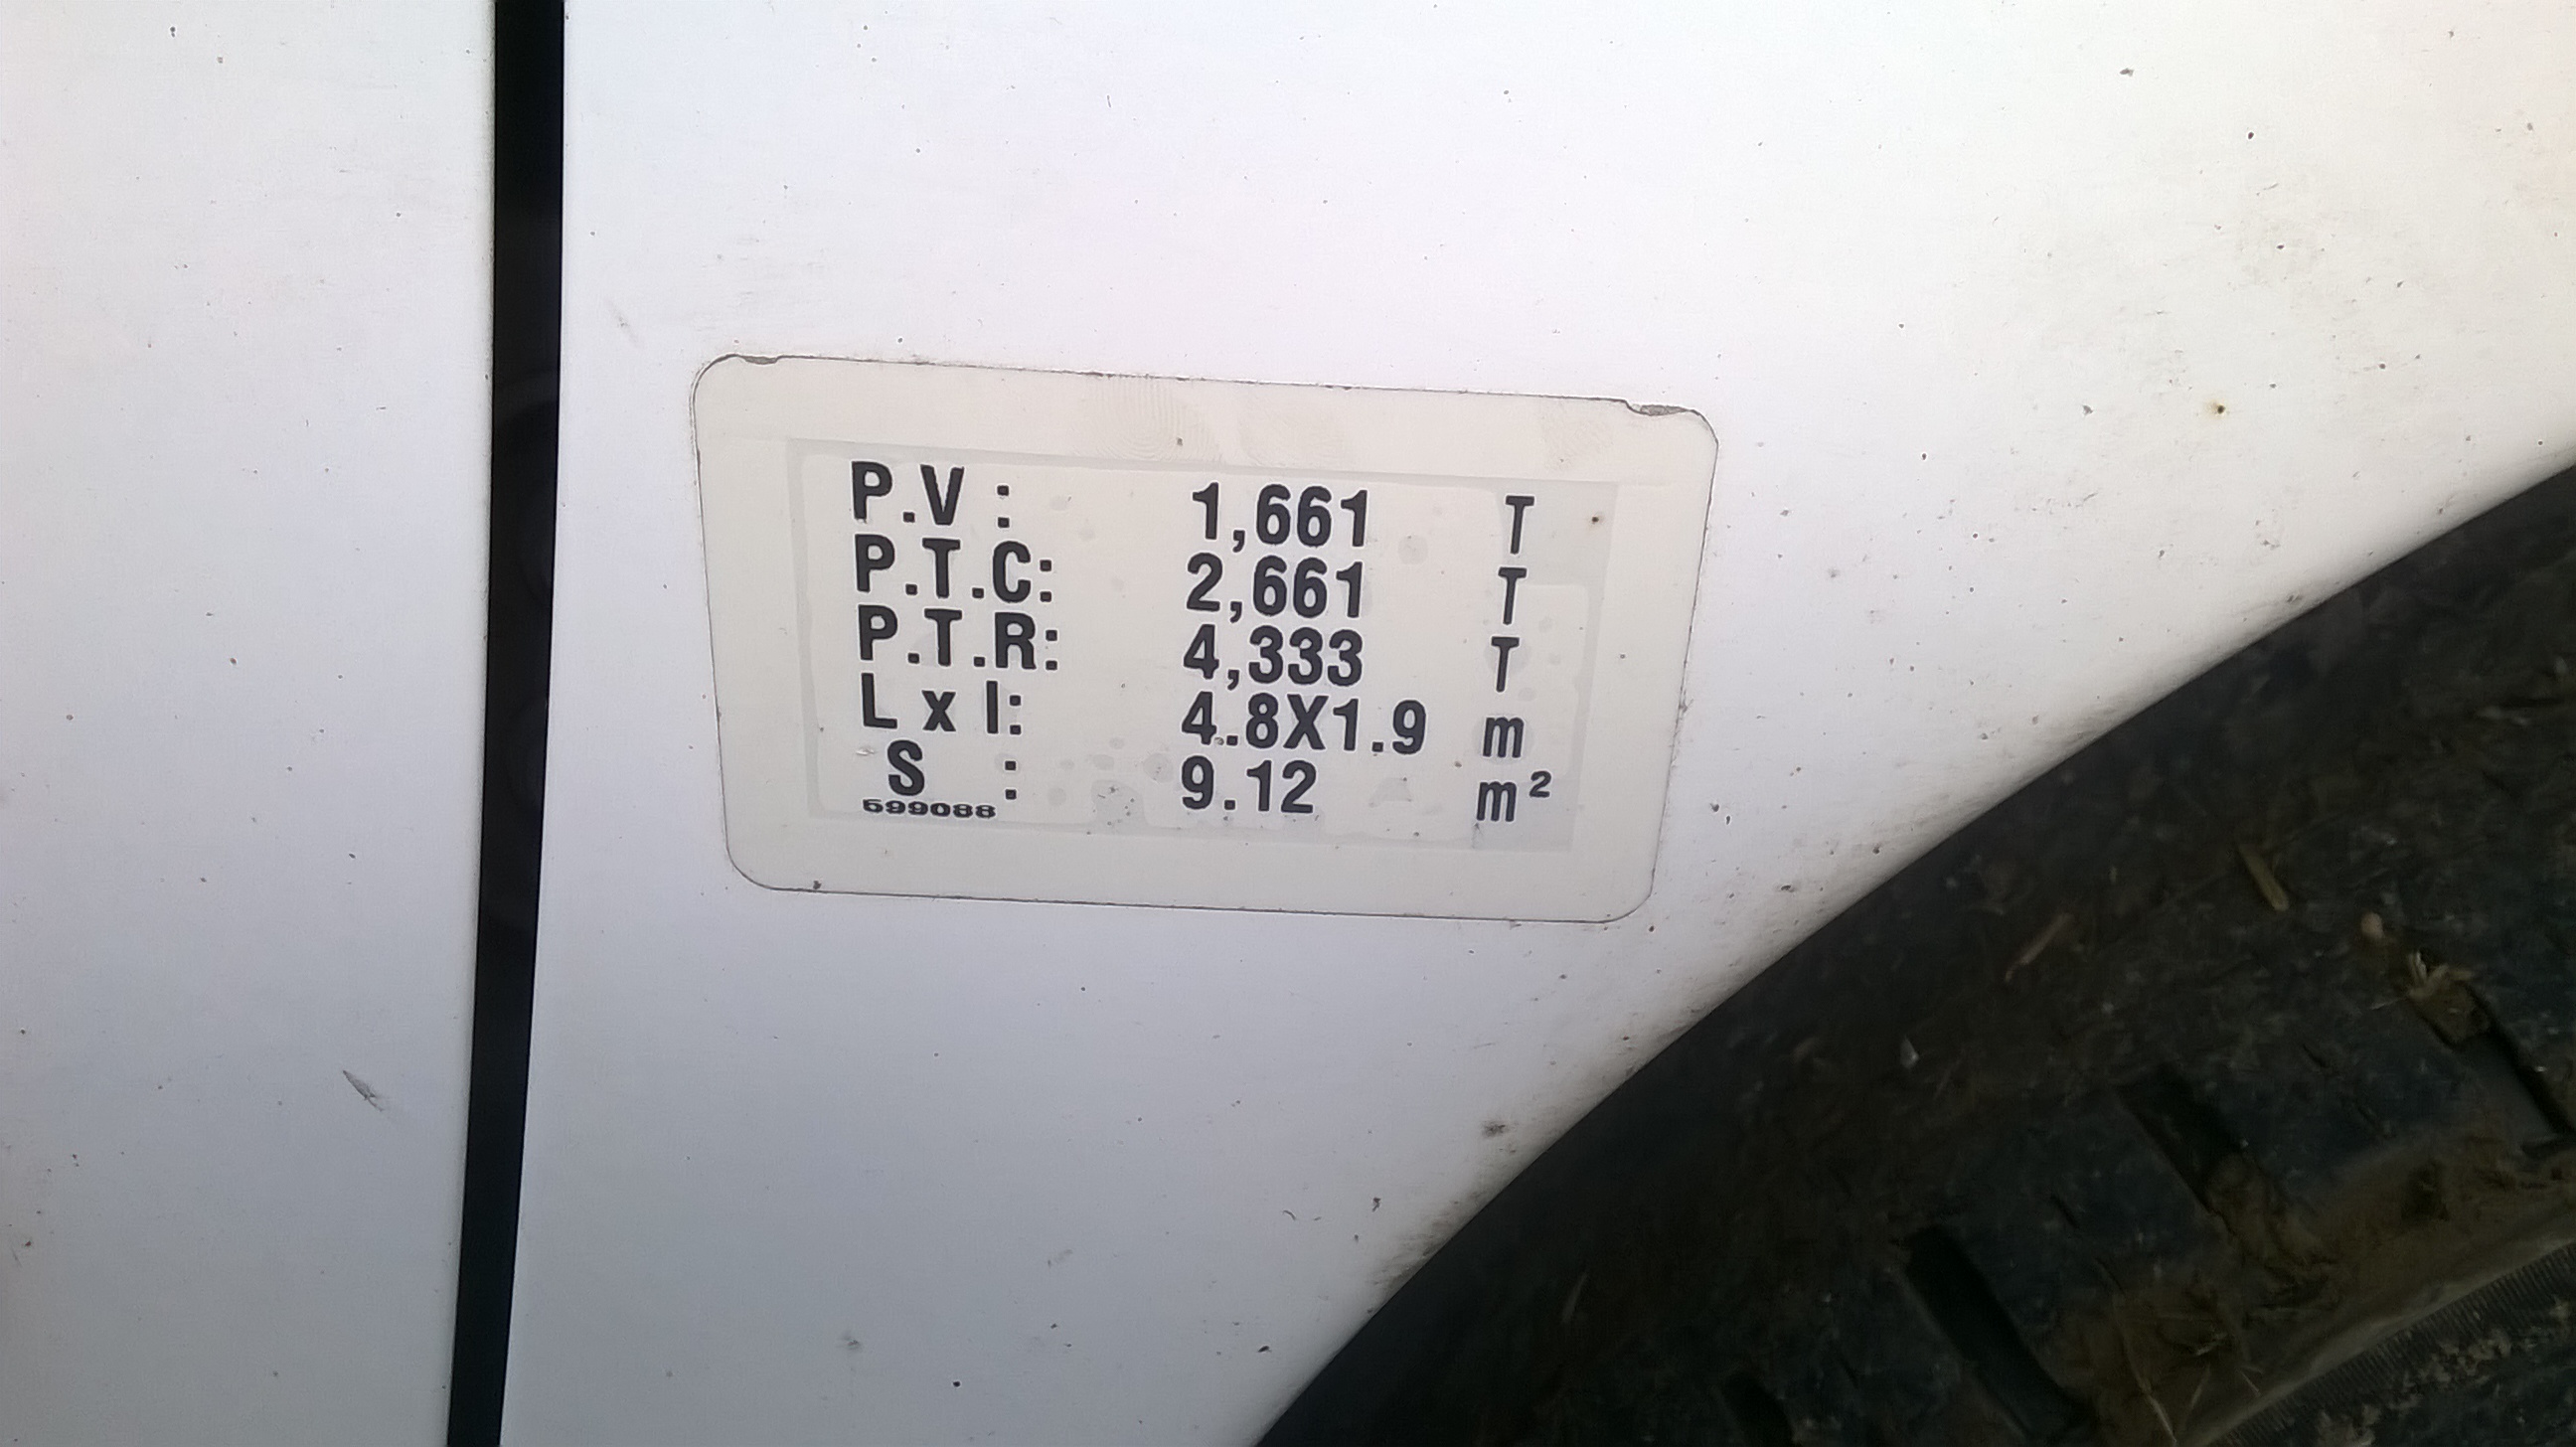 P.V : 1,661 T
P.T.C: 2,661 T
P.T.R: 4,333 T
L x l: 4.8X1.9 m
S : 9.12 m²
599088